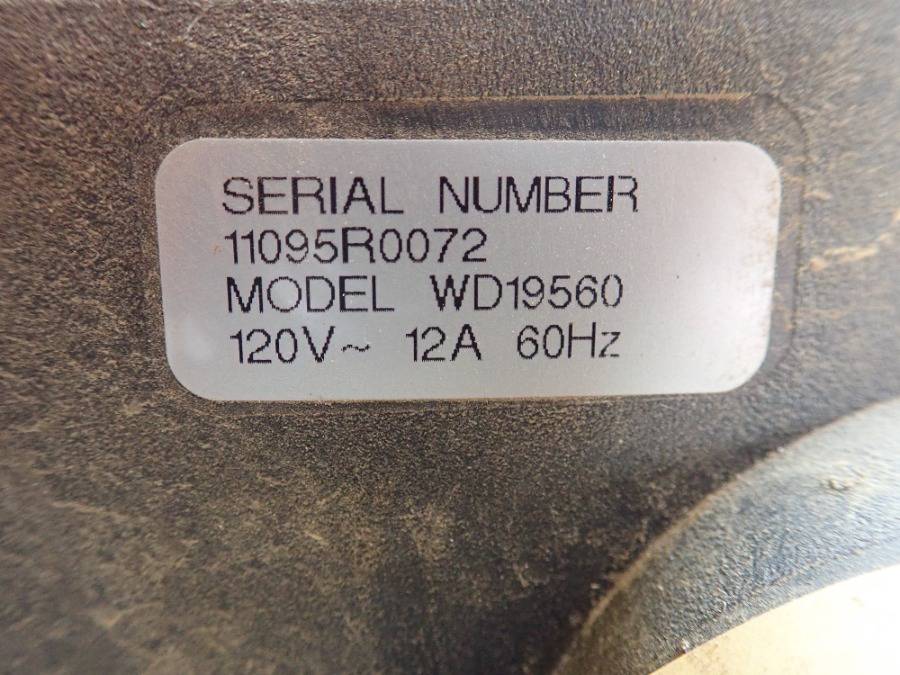 SERIAL NUMBER
11095R0072
MODEL WD19560
120V~ 12A 60Hz